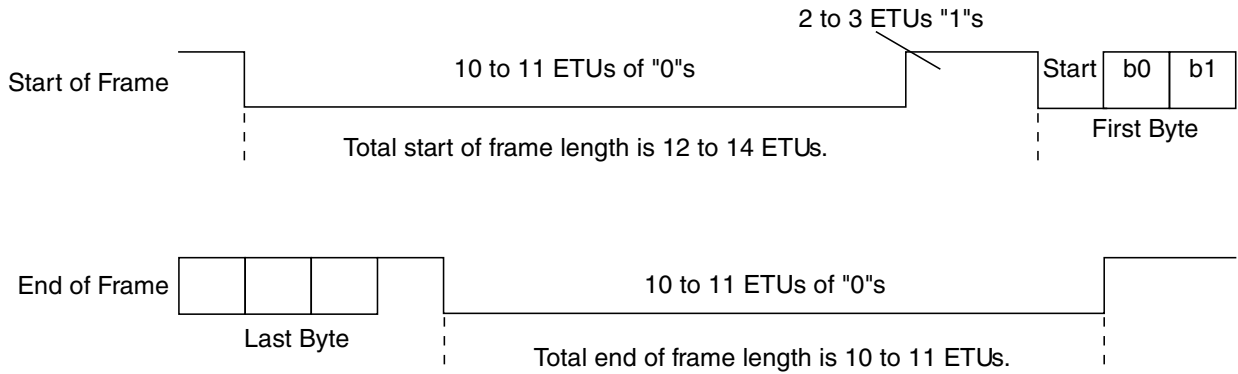 2 to 3 ETUs "1"s
Start of Frame
10 to 11 ETUs of "0"s
Start
b0
b1
First Byte
Total start of frame length is 12 to 14 ETUs.
End of Frame
10 to 11 ETUs of "0"s
Last Byte
Total end of frame length is 10 to 11 ETUs.